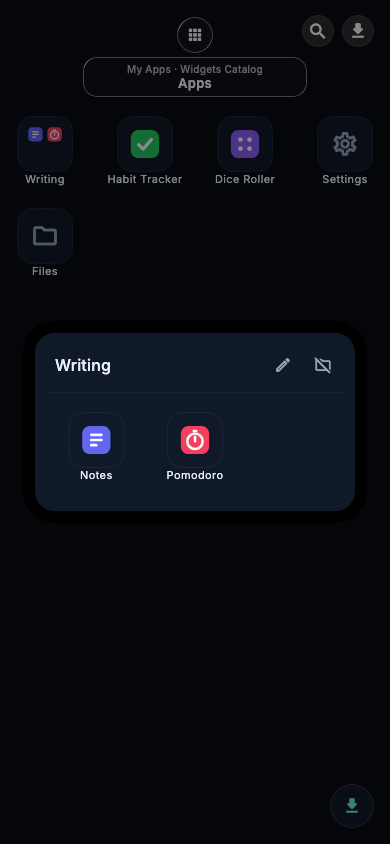 My Apps · Widgets Catalog
Apps
Writing
Habit Tracker
Dice Roller
Settings
Files
Writing
Notes
Pomodoro